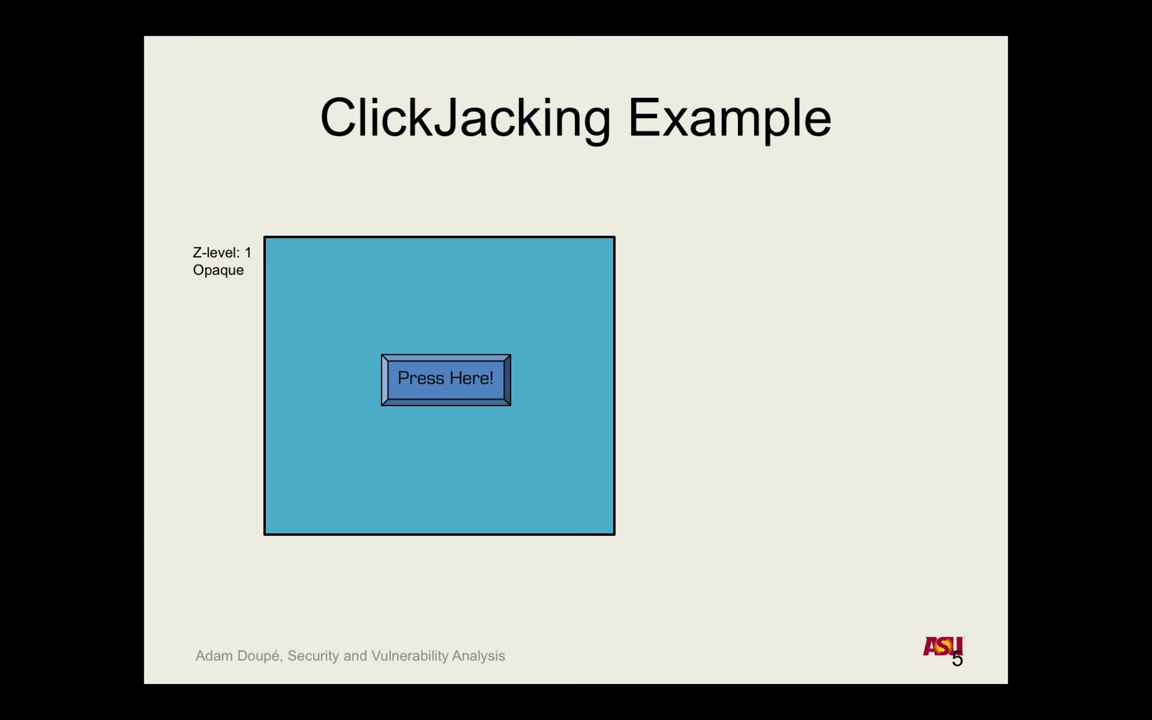 ClickJacking Example
Z-level: 1
Opaque
Press Here!
Adam Doupé, Security and Vulnerability Analysis
ASU
5